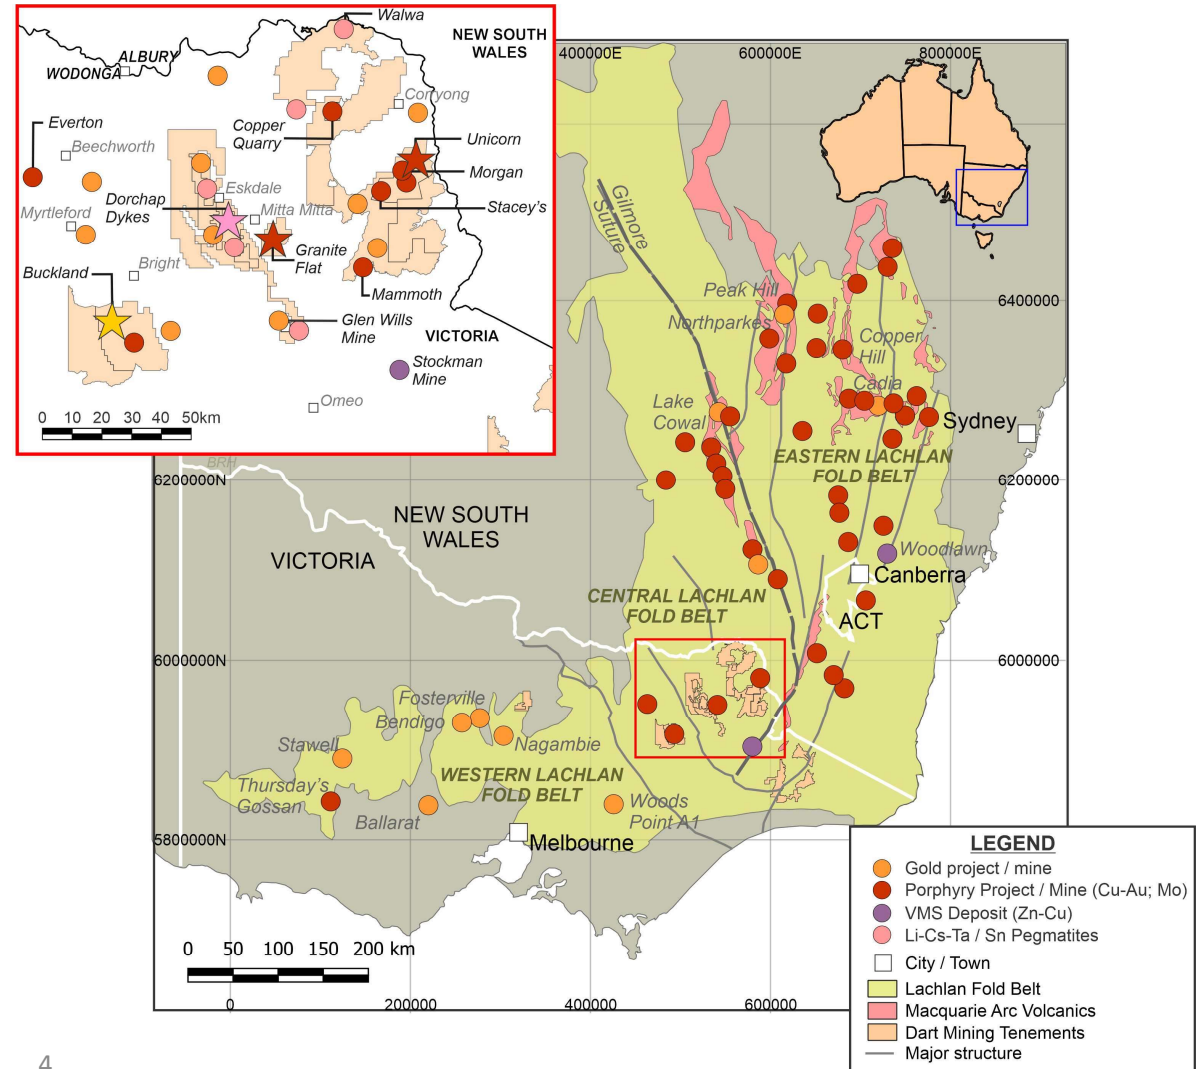 Walwa
NEW SOUTH
WALES
ALBURY
WODONGA
Corryong
Everton
Copper
Quarry
Unicorn
Beechworth
Morgan
Eskdale
Dorchap
Dykes
Stacey's
Myrtleford
Mitta Mitta
Granite
Flat
Bright
Buckland
Mammoth
Glen Wills
Mine
VICTORIA
Stockman
Mine
Omeo
0 10 20 30 40 50km
400000E 6000000E 8000000E
Gilmore
Suture
Peak Hill
6400000
Northparkes
Copper
Hill
Cadia
Lake
Cowal
Sydney
EASTERN LACHLAN
FOLD BELT
BRH
6200000N
6200000
NEW SOUTH
WALES
VICTORIA
Woodlawn
Canberra
CENTRAL LACHLAN
FOLD BELT
ACT
6000000N
6000000
Fosterville
Bendigo
Stawell
Nagambie
WESTERN LACHLAN
FOLD BELT
Thursday's
Gossan
Woods
Point A1
Ballarat
5800000N
Melbourne
LEGEND
Gold project / mine
Porphyry Project / Mine (Cu-Au; Mo)
VMS Deposit (Zn-Cu)
Li-Cs-Ta / Sn Pegmatites
City / Town
Lachlan Fold Belt
Macquarie Arc Volcanics
Dart Mining Tenements
Major structure
0 50 100 150 200 km
0 200000 400000 600000
4